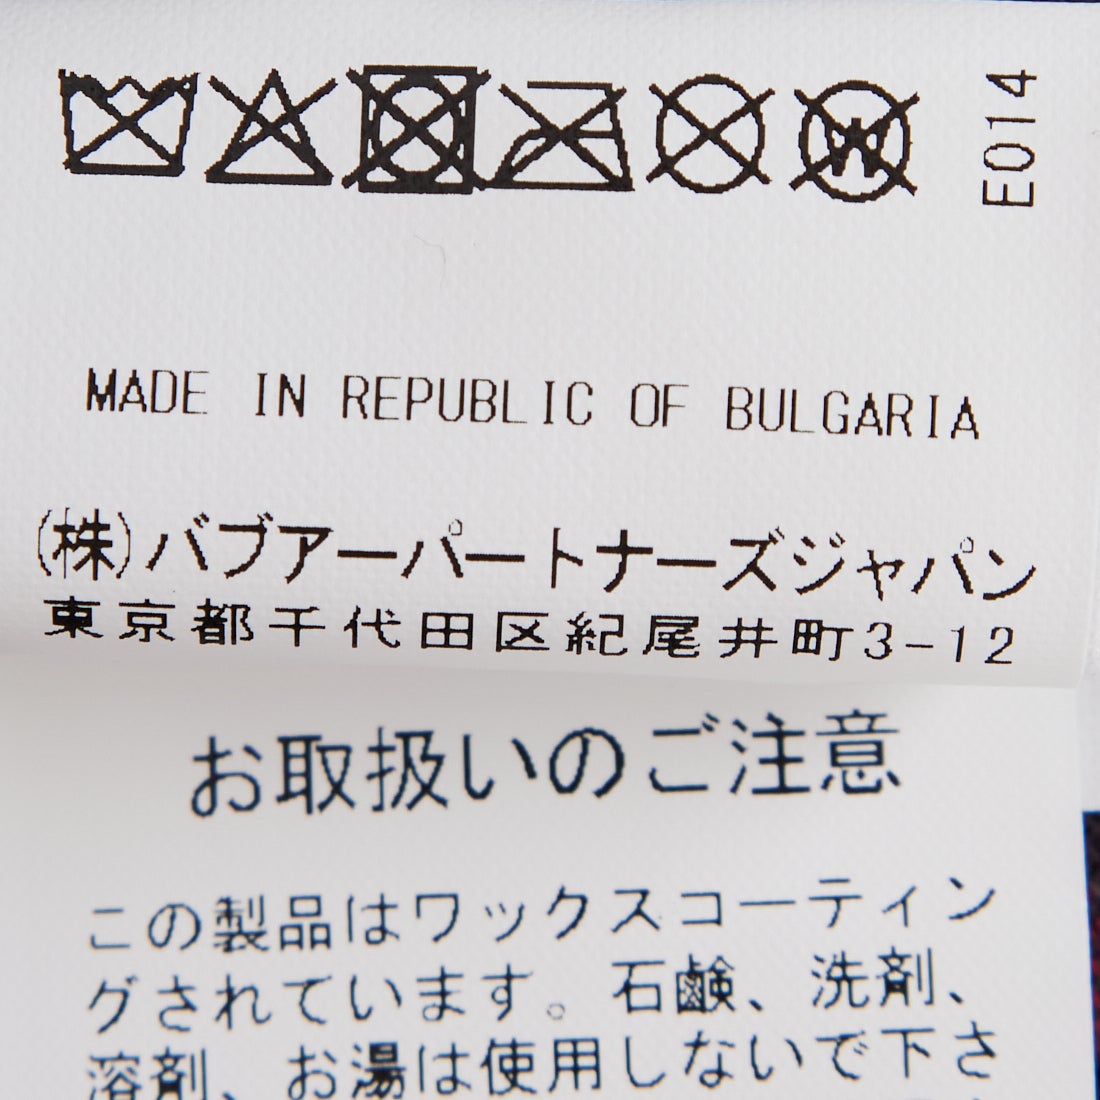 E014
MADE IN REPUBLIC OF BULGARIA
(株)バブアーパートナーズジャパン
東京都千代田区紀尾井町3-12
お取扱いのご注意
この製品はワックスコーティン
グされています。石鹸、洗剤、
溶剤、お湯は使用しないで下さ